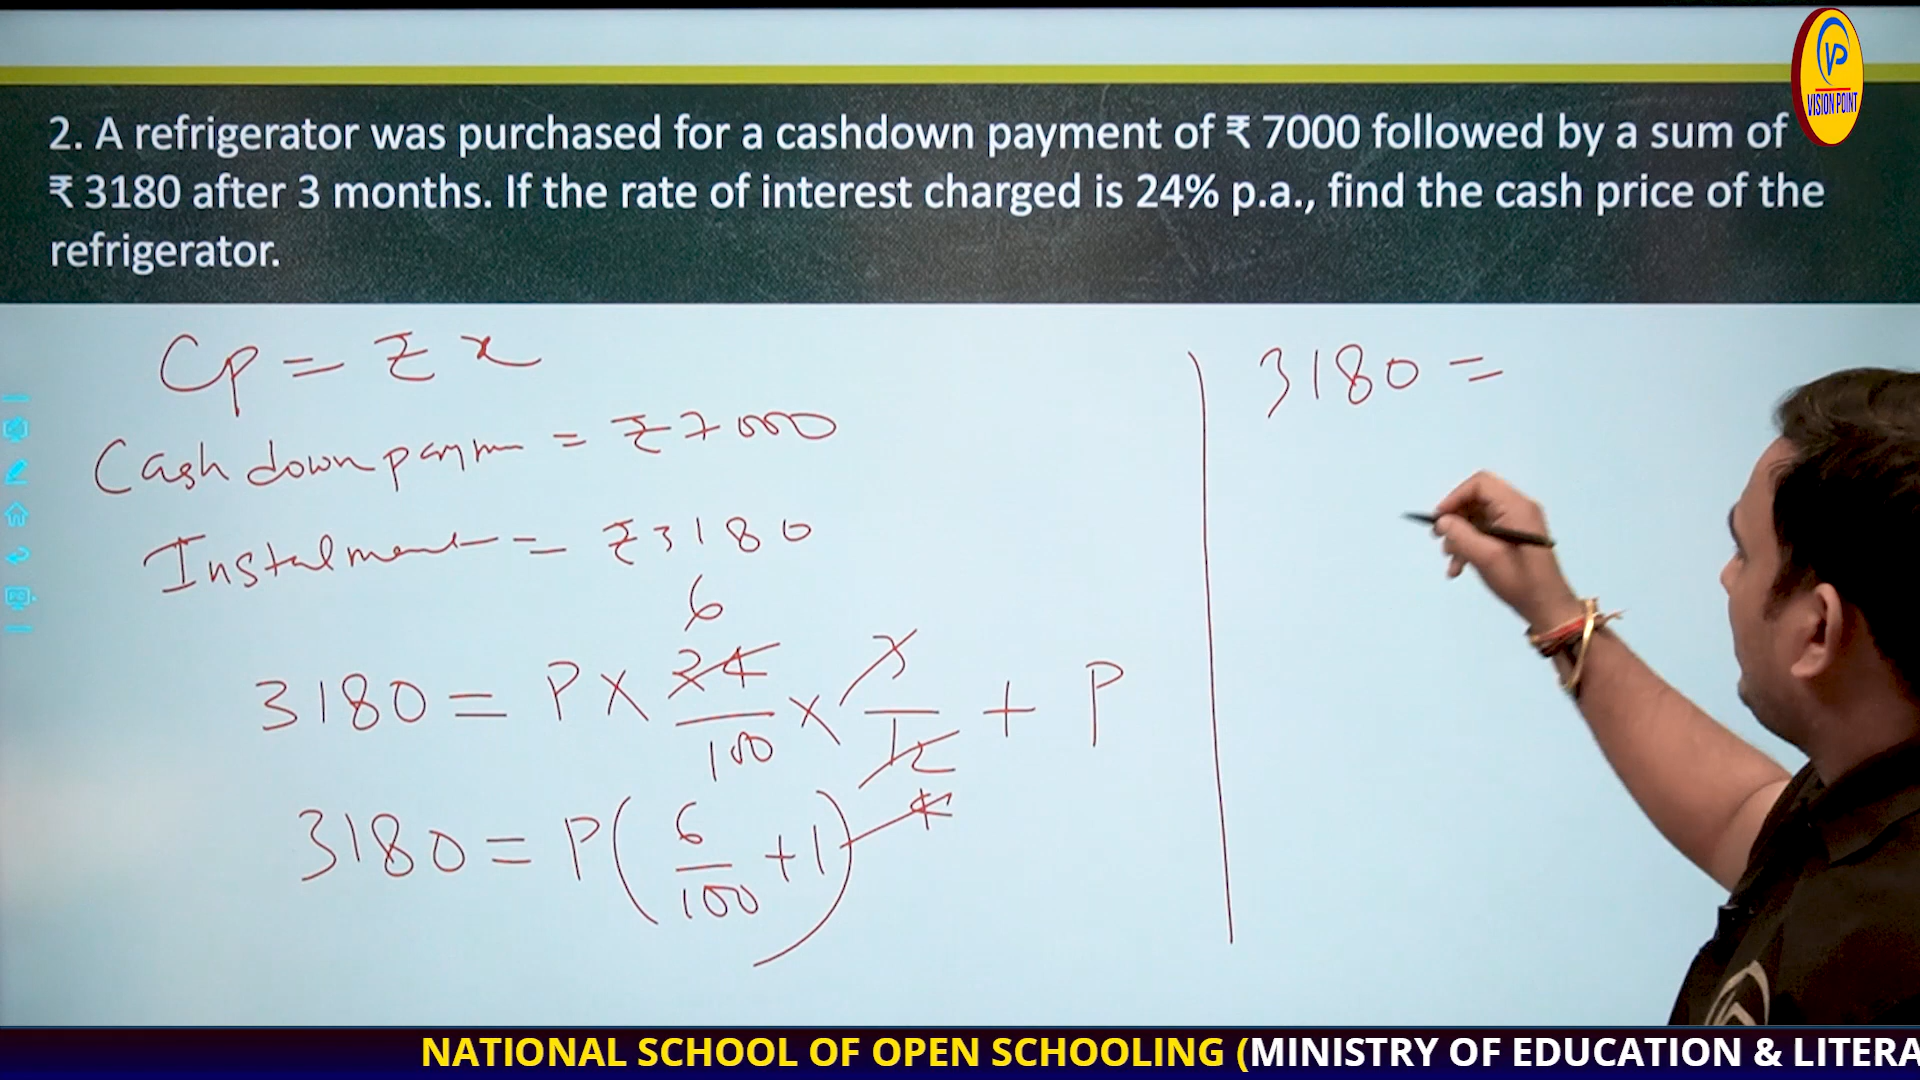 VP
VISION POINT
2. A refrigerator was purchased for a cashdown payment of ₹ 7000 followed by a sum of
₹ 3180 after 3 months. If the rate of interest charged is 24% p.a., find the cash price of the
refrigerator.
Cp = ₹ x
Cash down = ₹7000
Instalment = ₹3180
6
3180 = P × 24/100 × 3/12 + P
4
3180 = P(6/100 + 1)
3180 =
NATIONAL SCHOOL OF OPEN SCHOOLING (MINISTRY OF EDUCATION & LITERA